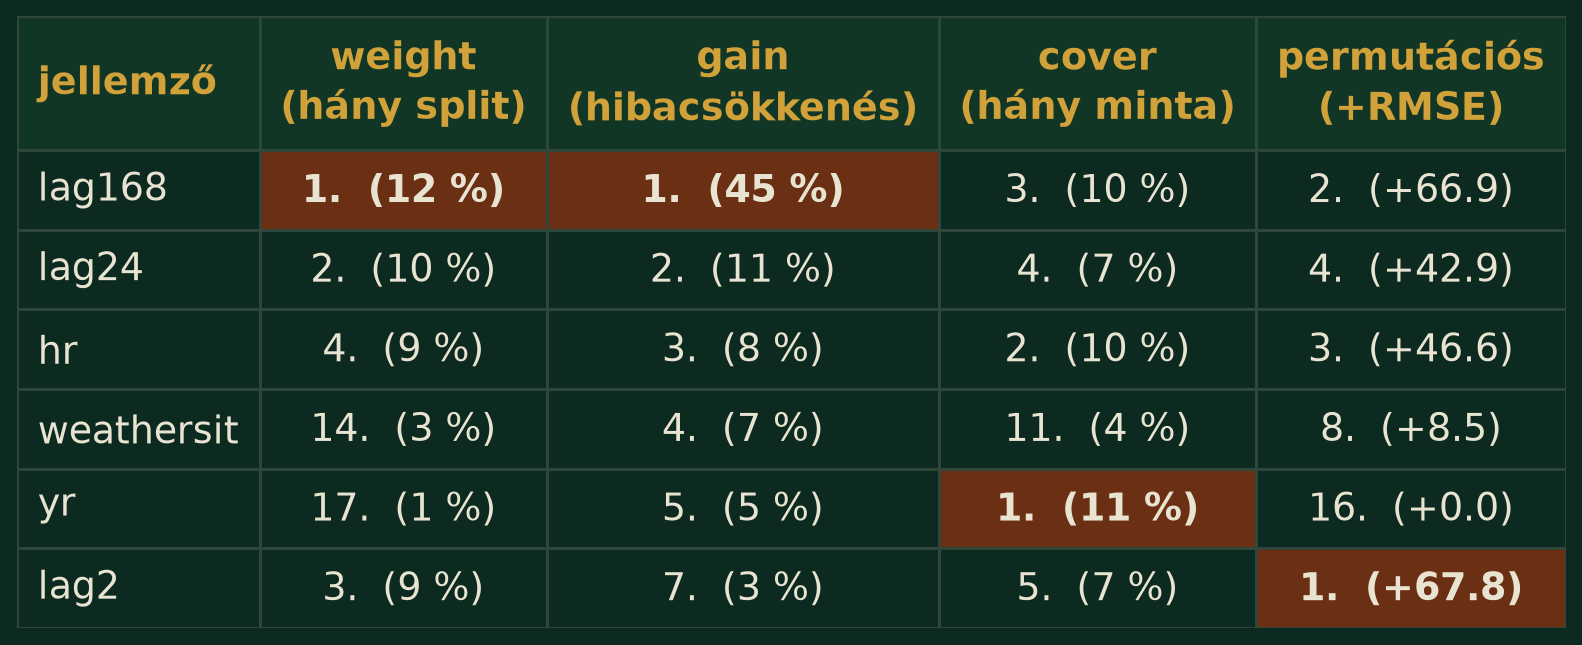 jellemző weight (hány split) gain (hibacsökkenés) cover (hány minta) permutációs (+RMSE)
lag168 1. (12 %) 1. (45 %) 3. (10 %) 2. (+66.9)
lag24 2. (10 %) 2. (11 %) 4. (7 %) 4. (+42.9)
hr 4. (9 %) 3. (8 %) 2. (10 %) 3. (+46.6)
weathersit 14. (3 %) 4. (7 %) 11. (4 %) 8. (+8.5)
yr 17. (1 %) 5. (5 %) 1. (11 %) 16. (+0.0)
lag2 3. (9 %) 7. (3 %) 5. (7 %) 1. (+67.8)